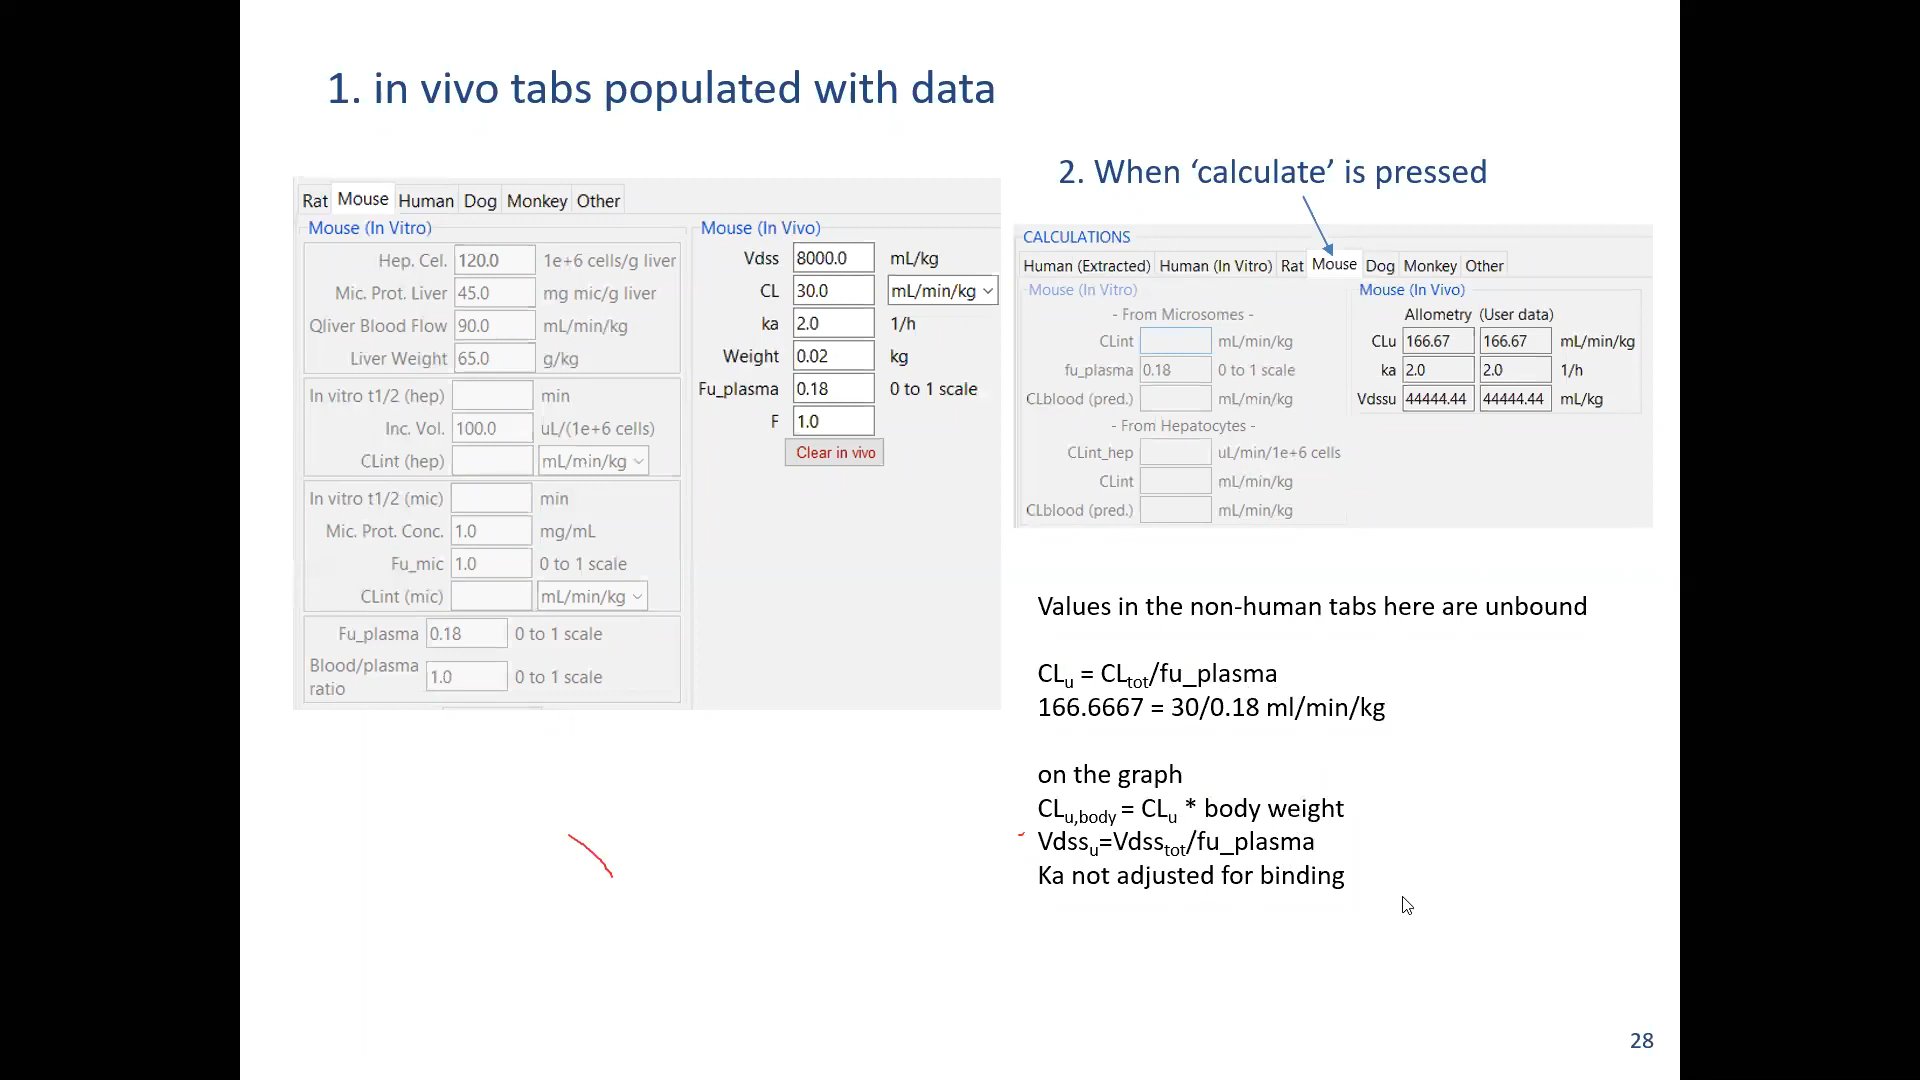 1. in vivo tabs populated with data
2. When ‘calculate’ is pressed
Rat Mouse Human Dog Monkey Other
Mouse (In Vitro)
Hep. Cel. 120.0 1e+6 cells/g liver
Mic. Prot. Liver 45.0 mg mic/g liver
Qliver Blood Flow 90.0 mL/min/kg
Liver Weight 65.0 g/kg
In vitro t1/2 (hep) min
Inc. Vol. 100.0 uL/(1e+6 cells)
CLint (hep) mL/min/kg
In vitro t1/2 (mic) min
Mic. Prot. Conc. 1.0 mg/mL
Fu_mic 1.0 0 to 1 scale
CLint (mic) mL/min/kg
Fu_plasma 0.18 0 to 1 scale
Blood/plasma
ratio 1.0 0 to 1 scale
Mouse (In Vivo)
Vdss 8000.0 mL/kg
CL 30.0 mL/min/kg
ka 2.0 1/h
Weight 0.02 kg
Fu_plasma 0.18 0 to 1 scale
F 1.0
Clear in vivo
CALCULATIONS
Human (Extracted) Human (In Vitro) Rat Mouse Dog Monkey Other
Mouse (In Vitro)
- From Microsomes -
CLint mL/min/kg
fu_plasma 0.18 0 to 1 scale
CLblood (pred.) mL/min/kg
- From Hepatocytes -
CLint_hep uL/min/1e+6 cells
CLint mL/min/kg
CLblood (pred.) mL/min/kg
Mouse (In Vivo)
Allometry (User data)
CLu 166.67 166.67 mL/min/kg
ka 2.0 2.0 1/h
Vdssu 44444.44 44444.44 mL/kg
Values in the non-human tabs here are unbound
CLu = CLtot/fu_plasma
166.6667 = 30/0.18 ml/min/kg
on the graph
CLu,body = CLu * body weight
Vdssu=Vdsstot/fu_plasma
Ka not adjusted for binding
28